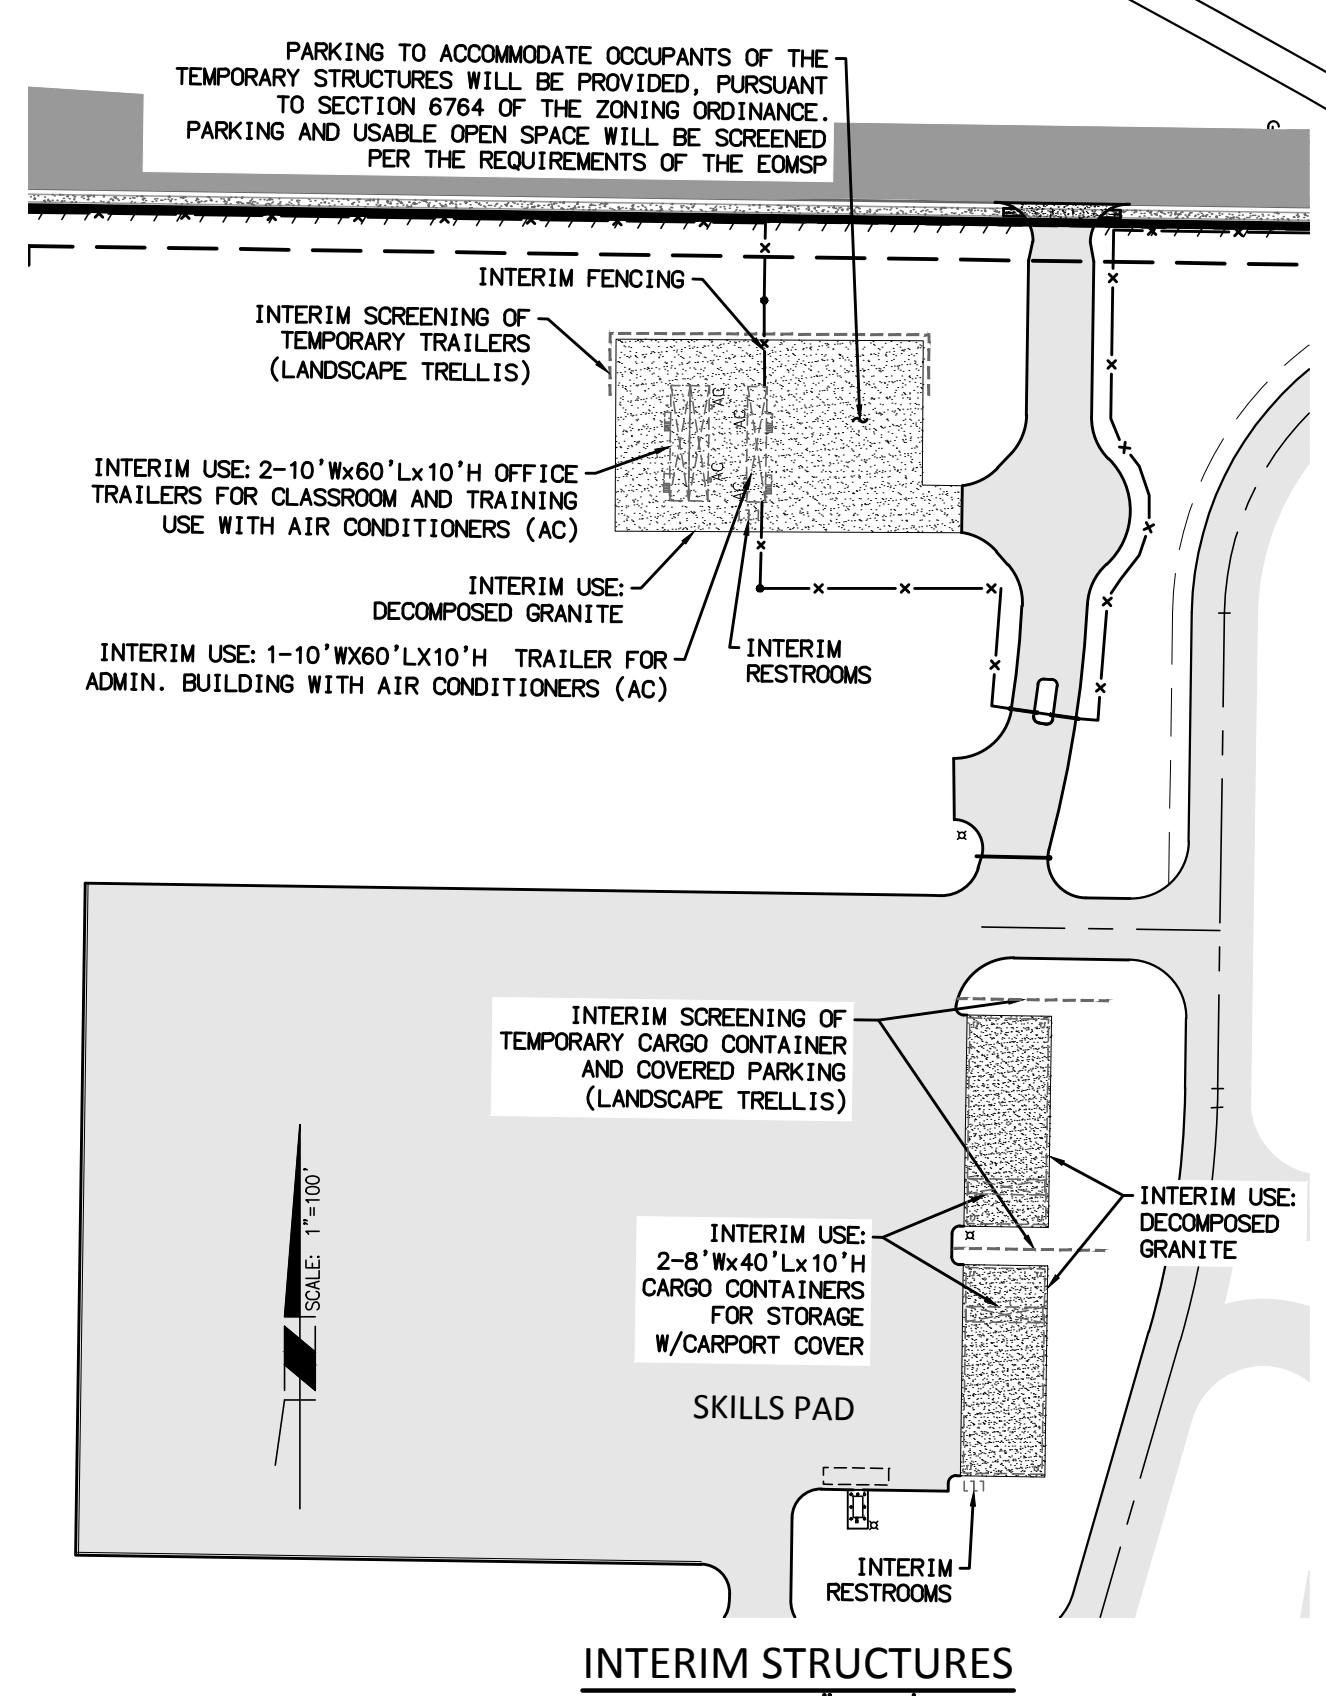 PARKING TO ACCOMMODATE OCCUPANTS OF THE
TEMPORARY STRUCTURES WILL BE PROVIDED, PURSUANT
TO SECTION 6764 OF THE ZONING ORDINANCE.
PARKING AND USABLE OPEN SPACE WILL BE SCREENED
PER THE REQUIREMENTS OF THE EOMSP
INTERIM FENCING
INTERIM SCREENING OF
TEMPORARY TRAILERS
(LANDSCAPE TRELLIS)
AC
AC
AC
AC
INTERIM USE: 2-10'Wx60'Lx10'H OFFICE
TRAILERS FOR CLASSROOM AND TRAINING
USE WITH AIR CONDITIONERS (AC)
INTERIM USE:
DECOMPOSED GRANITE
INTERIM USE: 1-10'WX60'LX10'H TRAILER FOR
ADMIN. BUILDING WITH AIR CONDITIONERS (AC)
INTERIM
RESTROOMS
INTERIM SCREENING OF
TEMPORARY CARGO CONTAINER
AND COVERED PARKING
(LANDSCAPE TRELLIS)
SCALE: 1"=100'
INTERIM USE:
DECOMPOSED
GRANITE
INTERIM USE:
2-8'Wx40'Lx10'H
CARGO CONTAINERS
FOR STORAGE
W/CARPORT COVER
SKILLS PAD
INTERIM
RESTROOMS
INTERIM STRUCTURES